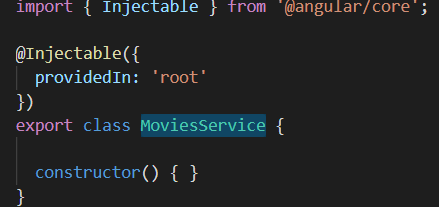 import { Injectable } from '@angular/core';
@Injectable({
  providedIn: 'root'
})
export class MoviesService {
  constructor() { }
}